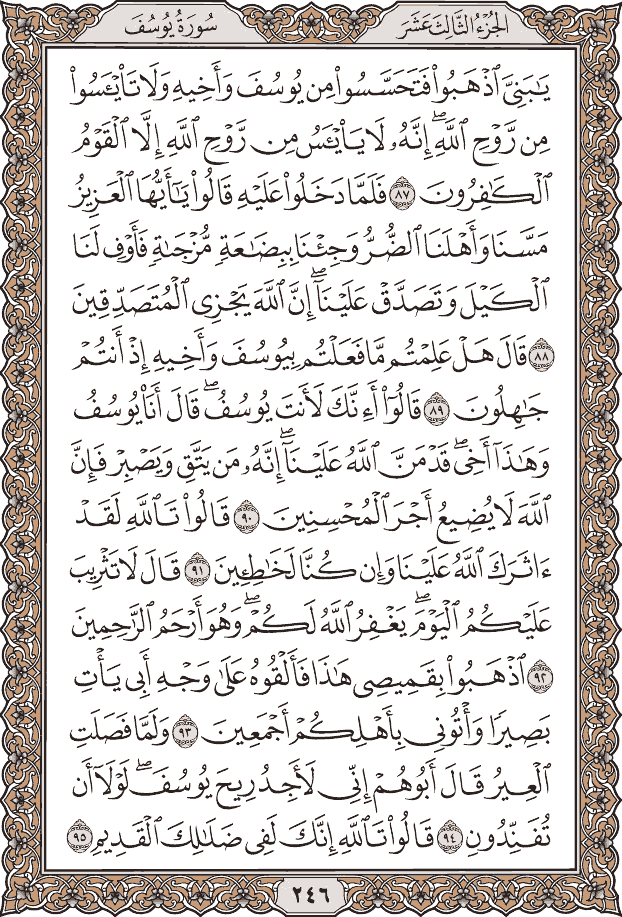 الجُزْءُ الثَّالِثَ عَشَرَ
سُورَةُ يُوسُفَ
يَٰبَنِيَّ ٱذْهَبُوا۟ فَتَحَسَّسُوا۟ مِن يُوسُفَ وَأَخِيهِ وَلَا تَا۟يْـَٔسُوا۟
مِن رَّوْحِ ٱللَّهِ ۖ إِنَّهُۥ لَا يَا۟يْـَٔسُ مِن رَّوْحِ ٱللَّهِ إِلَّا ٱلْقَوْمُ
ٱلْكَٰفِرُونَ ٨٧ فَلَمَّا دَخَلُوا۟ عَلَيْهِ قَالُوا۟ يَٰٓأَيُّهَا ٱلْعَزِيزُ
مَسَّنَا وَأَهْلَنَا ٱلضُّرُّ وَجِئْنَا بِبِضَٰعَةٍ مُّزْجَىٰةٍ فَأَوْفِ لَنَا
ٱلْكَيْلَ وَتَصَدَّقْ عَلَيْنَآ ۖ إِنَّ ٱللَّهَ يَجْزِى ٱلْمُتَصَدِّقِينَ
٨٨ قَالَ هَلْ عَلِمْتُم مَّا فَعَلْتُم بِيُوسُفَ وَأَخِيهِ إِذْ أَنتُمْ
جَٰهِلُونَ ٨٩ قَالُوٓا۟ أَءِنَّكَ لَأَنتَ يُوسُفُ ۖ قَالَ أَنَا۠ يُوسُفُ
وَهَٰذَآ أَخِى ۖ قَدْ مَنَّ ٱللَّهُ عَلَيْنَآ ۖ إِنَّهُۥ مَن يَتَّقِ وَيَصْبِرْ فَإِنَّ
ٱللَّهَ لَا يُضِيعُ أَجْرَ ٱلْمُحْسِنِينَ ٩٠ قَالُوا۟ تَٱللَّهِ لَقَدْ
ءَاثَرَكَ ٱللَّهُ عَلَيْنَا وَإِن كُنَّا لَخَٰطِـِٔينَ ٩١ قَالَ لَا تَثْرِيبَ
عَلَيْكُمُ ٱلْيَوْمَ ۖ يَغْفِرُ ٱللَّهُ لَكُمْ ۖ وَهُوَ أَرْحَمُ ٱلرَّٰحِمِينَ
٩٢ ٱذْهَبُوا۟ بِقَمِيصِى هَٰذَا فَأَلْقُوهُ عَلَىٰ وَجْهِ أَبِى يَأْتِ
بَصِيرًا وَأْتُونِى بِأَهْلِكُمْ أَجْمَعِينَ ٩٣ وَلَمَّا فَصَلَتِ
ٱلْعِيرُ قَالَ أَبُوهُمْ إِنِّى لَأَجِدُ رِيحَ يُوسُفَ ۖ لَوْلَآ أَن
تُفَنِّدُونِ ٩٤ قَالُوا۟ تَٱللَّهِ إِنَّكَ لَفِى ضَلَٰلِكَ ٱلْقَدِيمِ ٩٥
٢٤٦